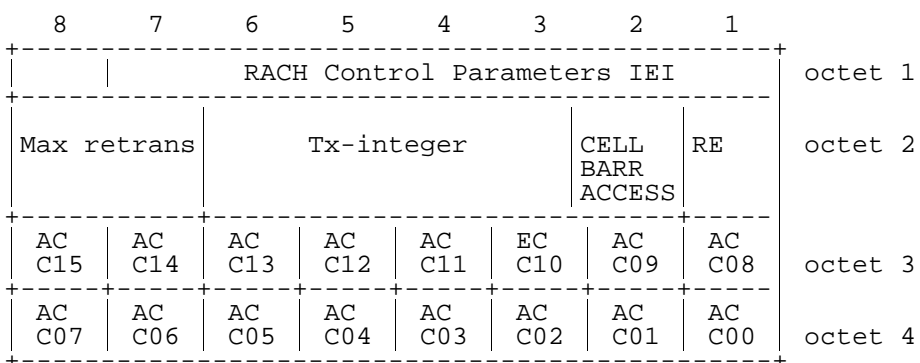 8 7 6 5 4 3 2 1
RACH Control Parameters IEI octet 1
Max retrans Tx-integer CELL RE octet 2
BARR
ACCESS
AC AC AC AC AC EC AC AC
C15 C14 C13 C12 C11 C10 C09 C08 octet 3
AC AC AC AC AC AC AC AC
C07 C06 C05 C04 C03 C02 C01 C00 octet 4